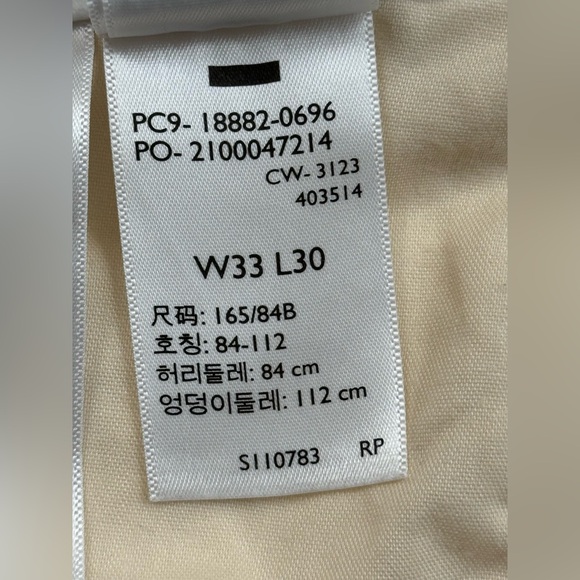 PC9- 18882-0696
PO- 2100047214
CW- 3123
403514
W33 L30
尺码: 165/84B
호칭: 84-112
허리둘레: 84 cm
엉덩이둘레: 112 cm
S110783 RP